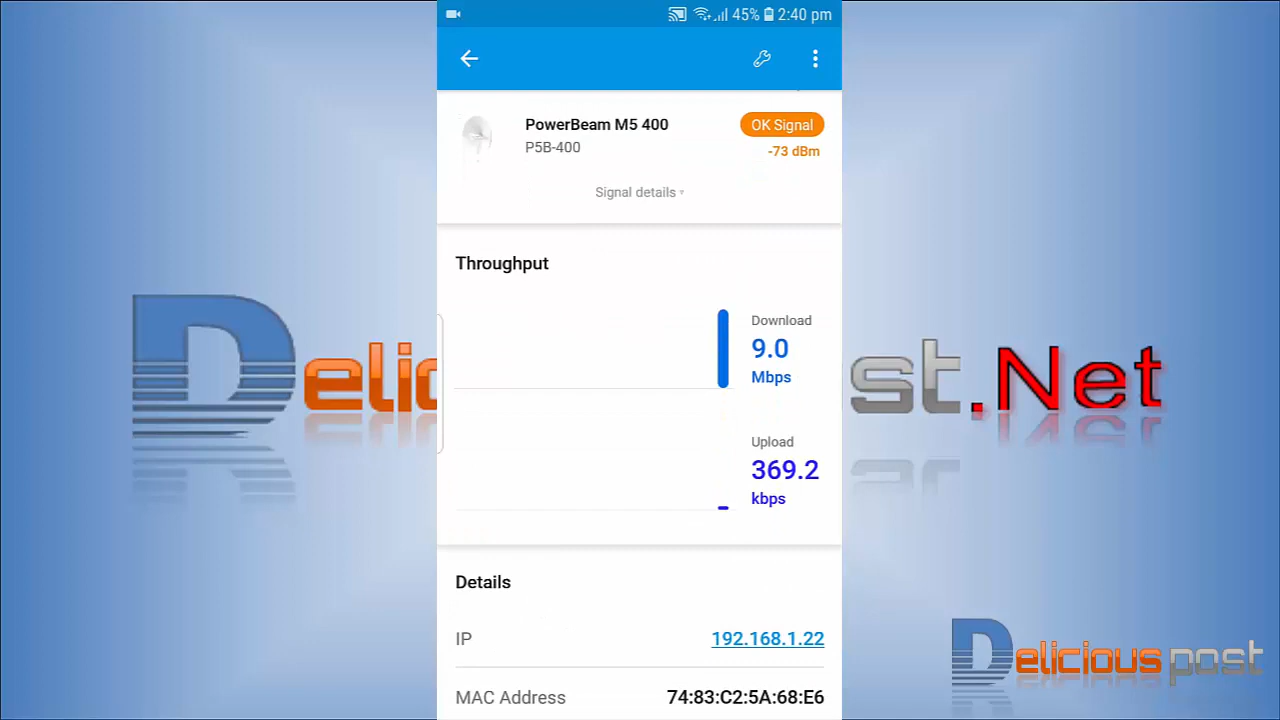 45% 2:40 pm
PowerBeam M5 400
OK Signal
P5B-400
-73 dBm
Signal details
Throughput
Download
9.0
Mbps
Delic st.Net
Upload
369.2
kbps
Details
IP
192.168.1.22
MAC Address
74:83:C2:5A:68:E6
Delicious post